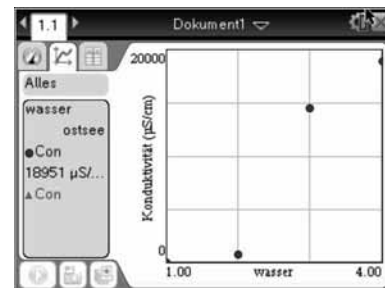 1.1
Dokument1
Alles
wasser
ostsee
Con
18951 µS/...
Con
20000
Konduktivität (µS/cm)
0
1.00
wasser
4.00